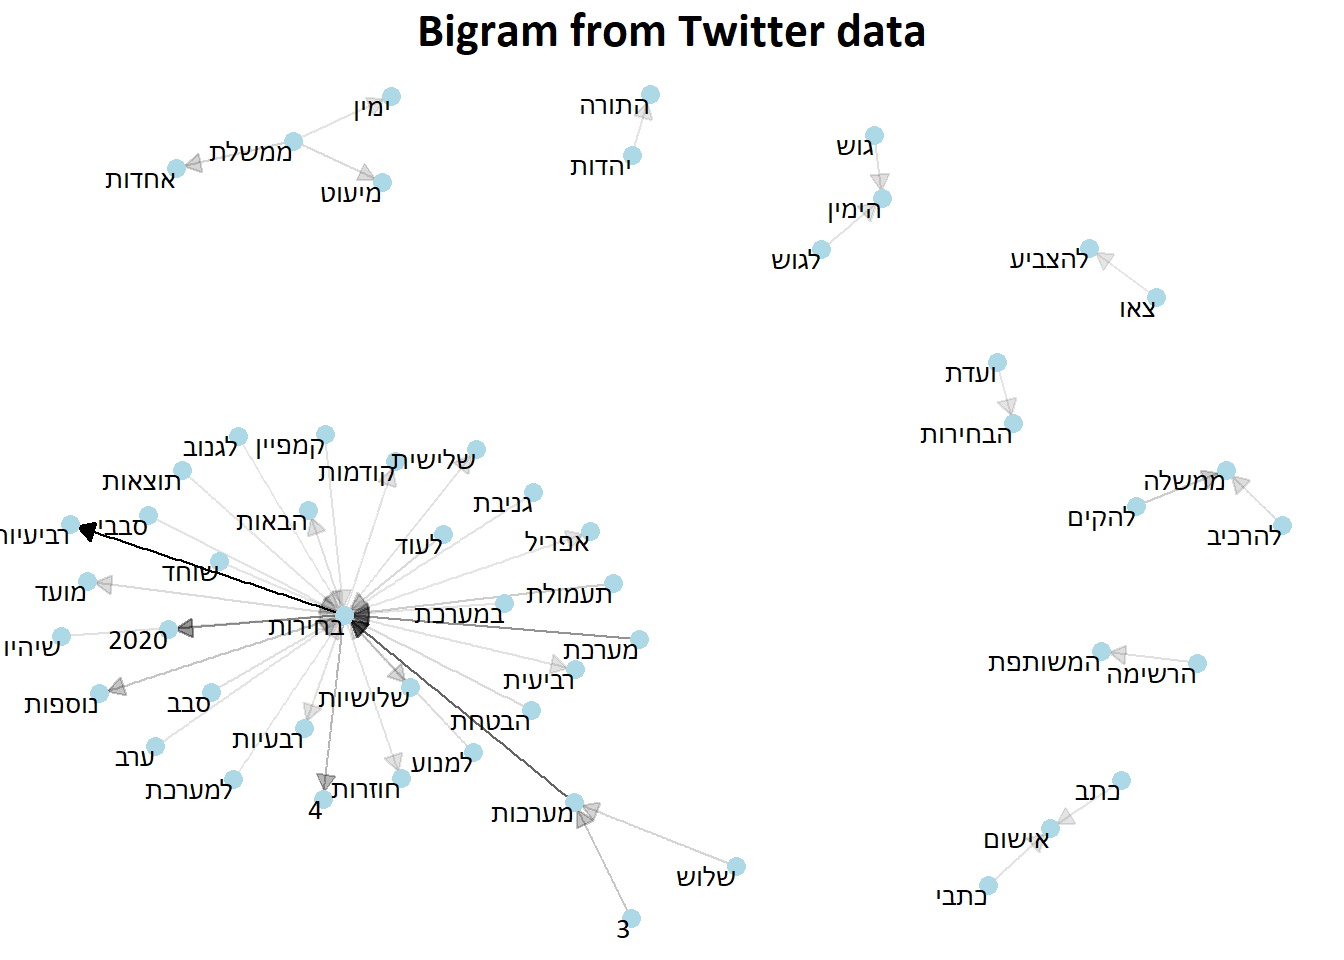 Bigram from Twitter data
ימין
התורה
גוש
ממשלת
יהדות
אחדות
מיעוט
הימין
לגוש
להצביע
צאו
ועדת
הבחירות
ממשלה
להקים
להרכיב
לגנוב
קמפיין
קודמות
שלישית
תוצאות
גניבת
הבאות
סבבי
רביעיות
לעוד
אפריל
שוחד
מועד
תעמולת
במערכת
בחירות
2020
שיהיו
מערכת
המשותפת
הרשימה
רביעית
שלישיות
סבב
נוספות
הבטחת
רבעיות
ערב
למנוע
למערכת
חוזרות
4
מערכות
כתב
אישום
שלוש
כתבי
3